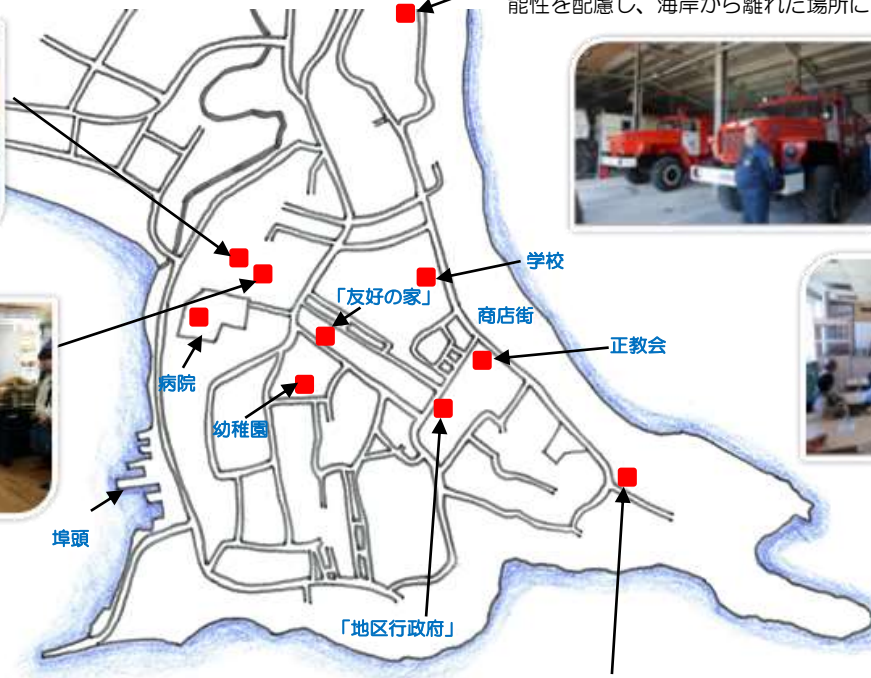 能性を配慮し、海岸から離れた場所に
学校
「友好の家」
商店街
正教会
病院
幼稚園
埠頭
「地区行政府」